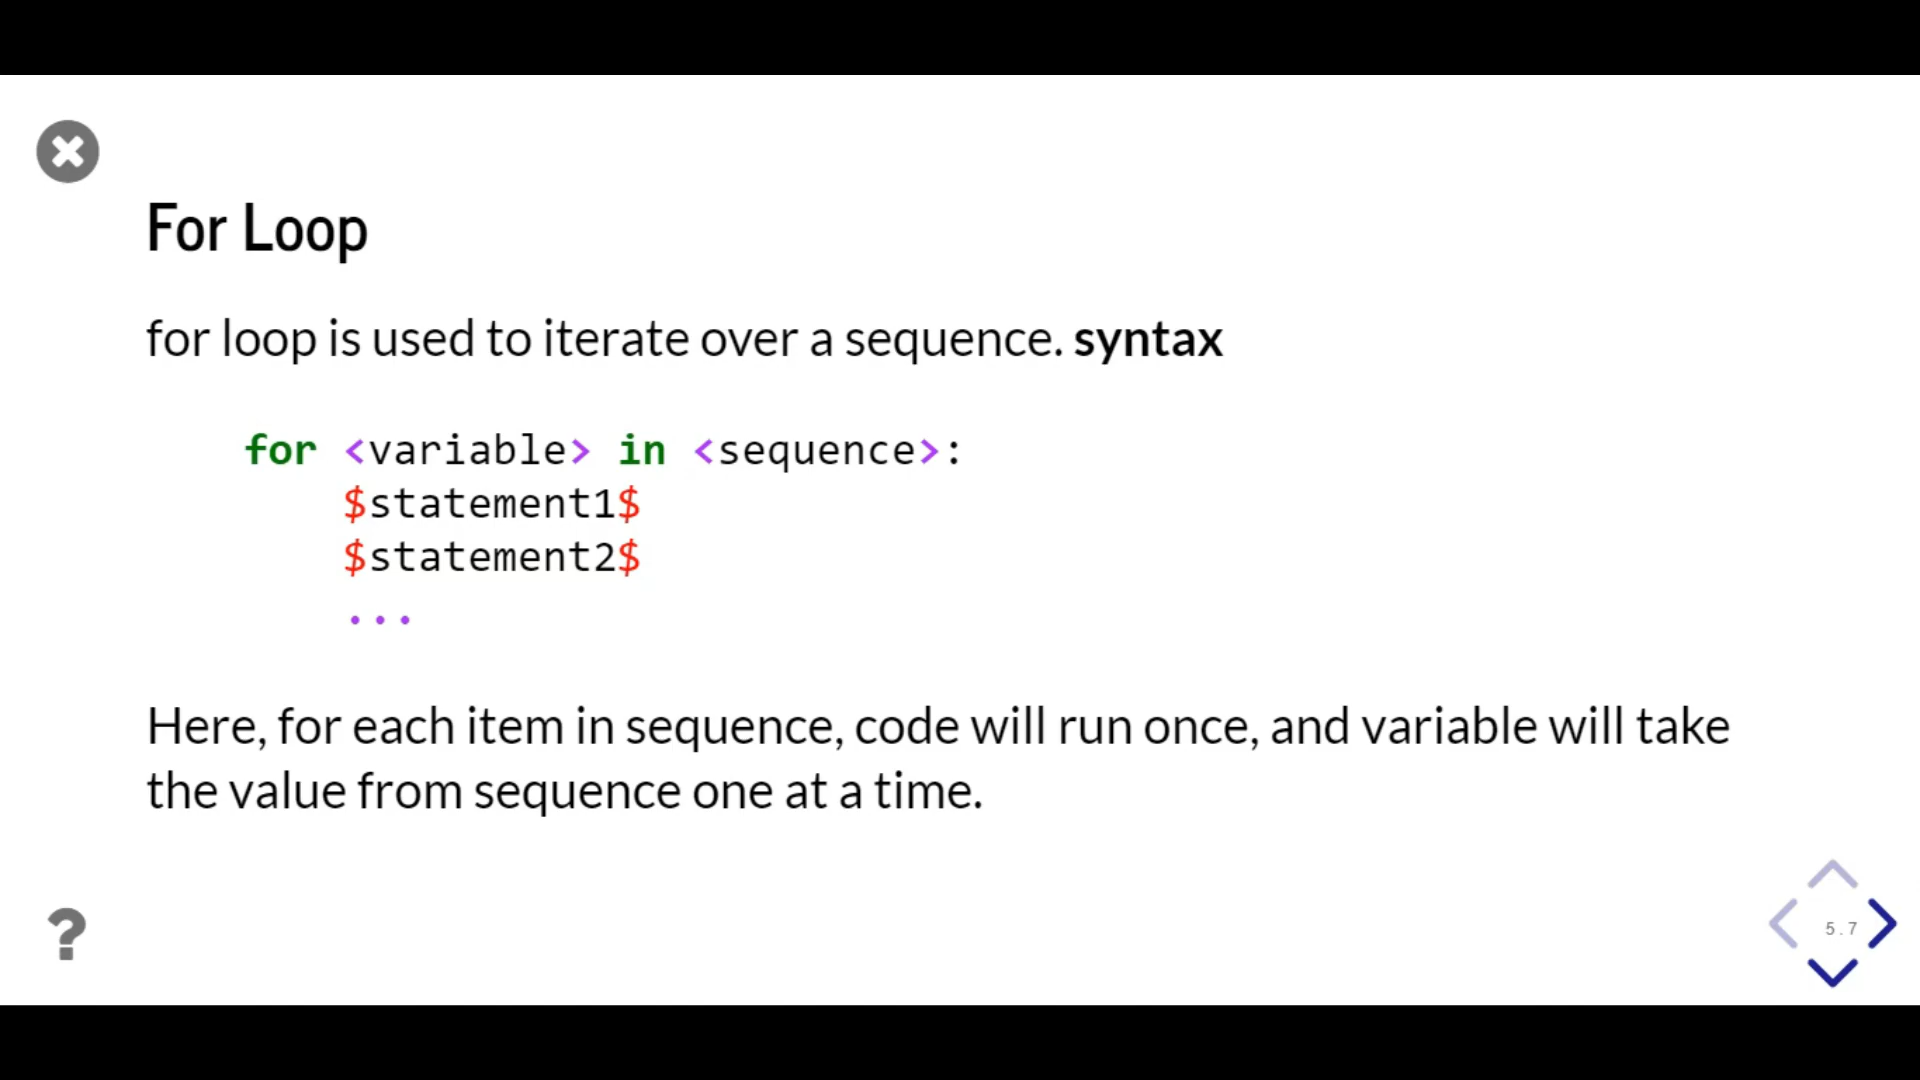 For Loop
for loop is used to iterate over a sequence. syntax
for <variable> in <sequence>:
$statement1$
$statement2$
...
Here, for each item in sequence, code will run once, and variable will take
the value from sequence one at a time.
?
5.7